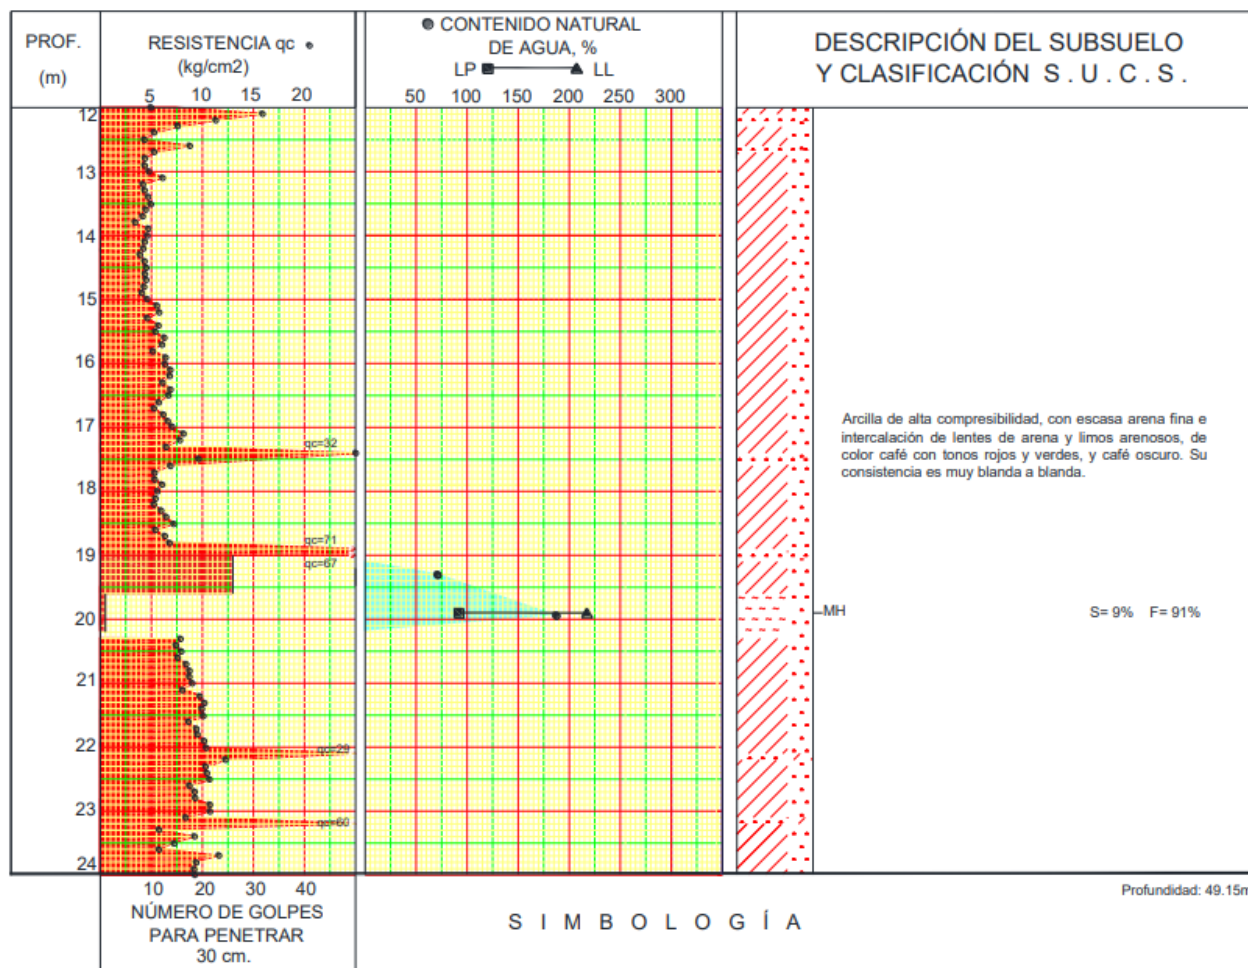 PROF.
(m)
RESISTENCIA qc
(kg/cm2)
5 10 15 20
CONTENIDO NATURAL
DE AGUA, %
LP LL
50 100 150 200 250 300
DESCRIPCIÓN DEL SUBSUELO
Y CLASIFICACIÓN S . U . C . S .
12
13
14
15
16
17
qc=32
Arcilla de alta compresibilidad, con escasa arena fina e
intercalación de lentes de arena y limos arenosos, de
color café con tonos rojos y verdes, y café oscuro. Su
consistencia es muy blanda a blanda.
18
qc=71
19
qc=67
20
MH
S= 9% F= 91%
21
22
qc=29
23
qc=60
24
10 20 30 40
NÚMERO DE GOLPES
PARA PENETRAR
30 cm.
S I M B O L O G Í A
Profundidad: 49.15m